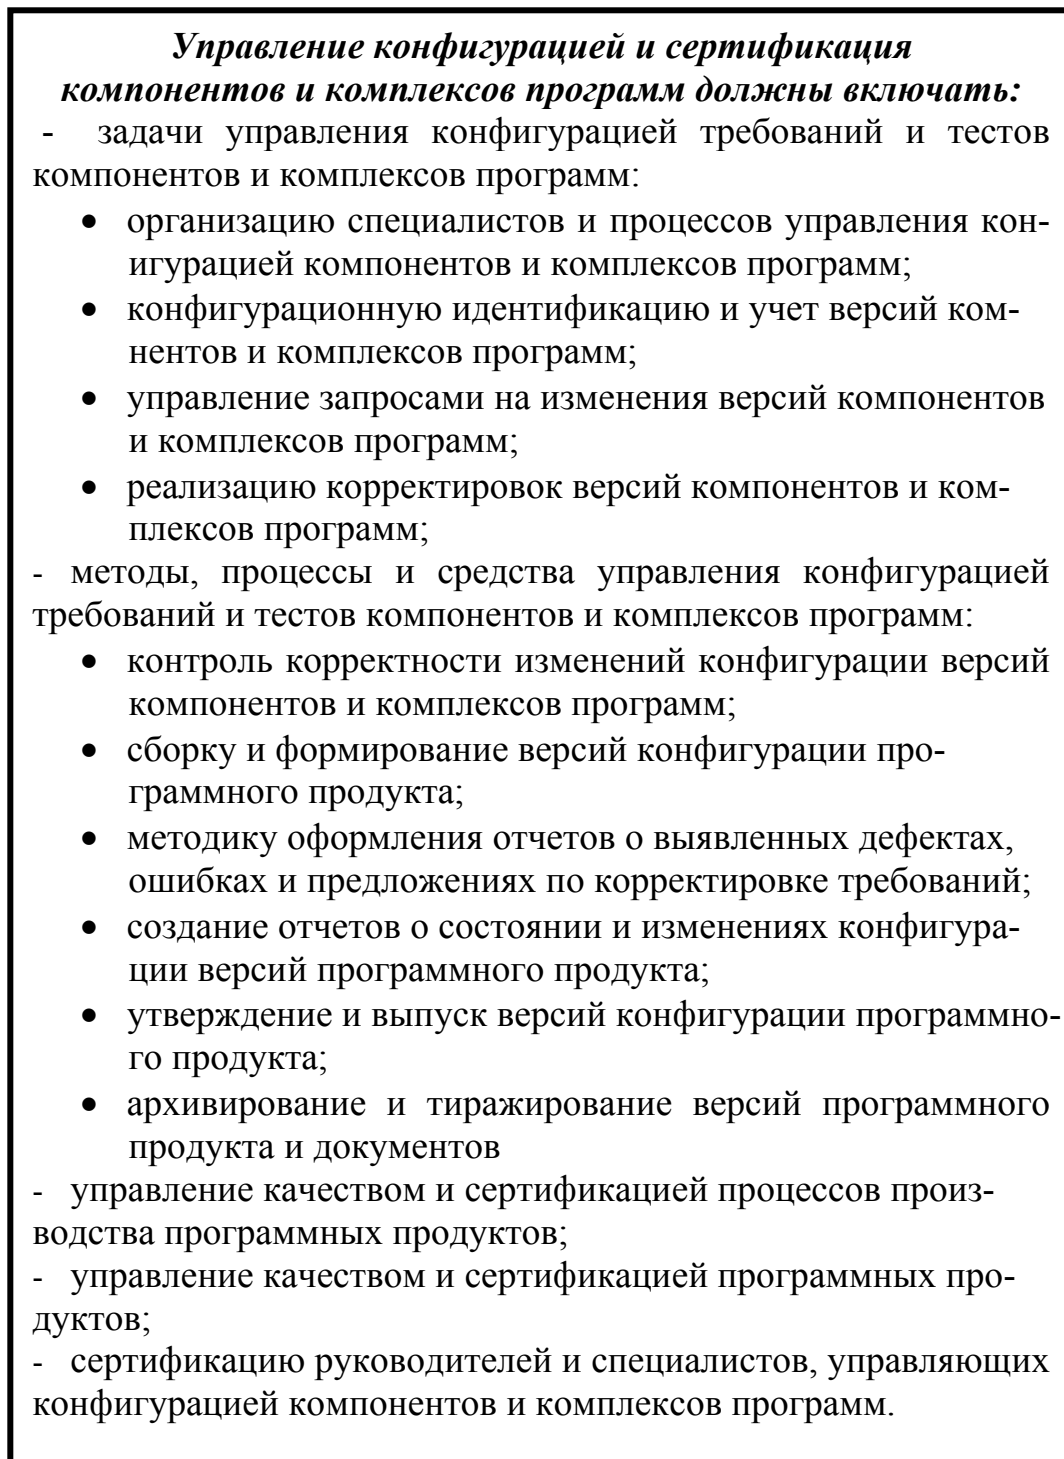 Управление конфигурацией и сертификация
компонентов и комплексов программ должны включать:
- задачи управления конфигурацией требований и тестов
компонентов и комплексов программ:
• организацию специалистов и процессов управления кон-
игурацией компонентов и комплексов программ;
• конфигурационную идентификацию и учет версий ком-
нентов и комплексов программ;
• управление запросами на изменения версий компонентов
и комплексов программ;
• реализацию корректировок версий компонентов и ком-
плексов программ;
- методы, процессы и средства управления конфигурацией
требований и тестов компонентов и комплексов программ:
• контроль корректности изменений конфигурации версий
компонентов и комплексов программ;
• сборку и формирование версий конфигурации про-
граммного продукта;
• методику оформления отчетов о выявленных дефектах,
ошибках и предложениях по корректировке требований;
• создание отчетов о состоянии и изменениях конфигура-
ции версий программного продукта;
• утверждение и выпуск версий конфигурации программно-
го продукта;
• архивирование и тиражирование версий программного
продукта и документов
- управление качеством и сертификацией процессов произ-
водства программных продуктов;
- управление качеством и сертификацией программных про-
дуктов;
- сертификацию руководителей и специалистов, управляющих
конфигурацией компонентов и комплексов программ.